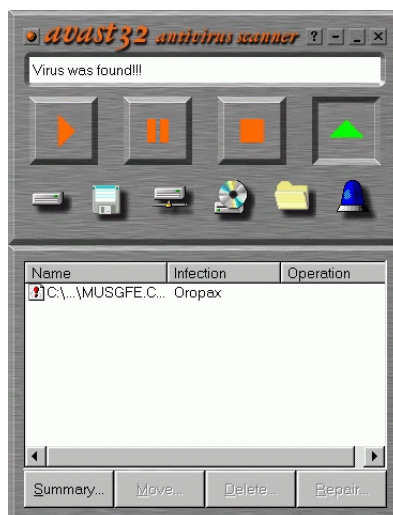 avast32 antivirus scanner ? - _ ×
Virus was found!!!
Name Infection Operation
C:\...\MUSGFE.C... Oropax
Summary... Move... Delete... Repair...